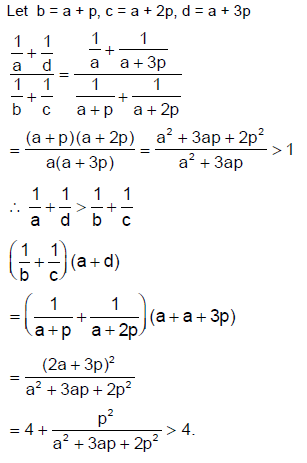 Let b = a + p, c = a + 2p, d = a + 3p
(1/a + 1/d)/(1/b + 1/c) = (1/a + 1/(a + 3p))/(1/(a + p) + 1/(a + 2p))
= (a + p)(a + 2p)/(a(a + 3p)) = (a² + 3ap + 2p²)/(a² + 3ap) > 1
∴ 1/a + 1/d > 1/b + 1/c
(1/b + 1/c)(a + d)
= (1/(a + p) + 1/(a + 2p))(a + a + 3p)
= (2a + 3p)²/(a² + 3ap + 2p²)
= 4 + p²/(a² + 3ap + 2p²) > 4.